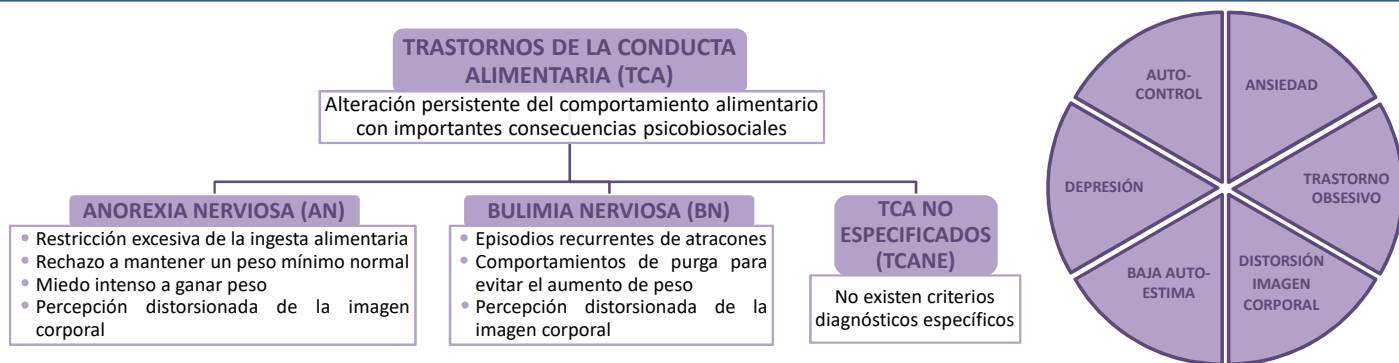 TRASTORNOS DE LA CONDUCTA
ALIMENTARIA (TCA)
Alteración persistente del comportamiento alimentario
con importantes consecuencias psicobiosociales
ANOREXIA NERVIOSA (AN)
• Restricción excesiva de la ingesta alimentaria
• Rechazo a mantener un peso mínimo normal
• Miedo intenso a ganar peso
• Percepción distorsionada de la imagen
corporal
BULIMIA NERVIOSA (BN)
• Episodios recurrentes de atracones
• Comportamientos de purga para
evitar el aumento de peso
• Percepción distorsionada de la
imagen corporal
TCA NO
ESPECIFICADOS
(TCANE)
No existen criterios
diagnósticos específicos
AUTO-
CONTROL
ANSIEDAD
DEPRESIÓN
TRASTORNO
OBSESIVO
BAJA AUTO-
ESTIMA
DISTORSIÓN
IMAGEN
CORPORAL